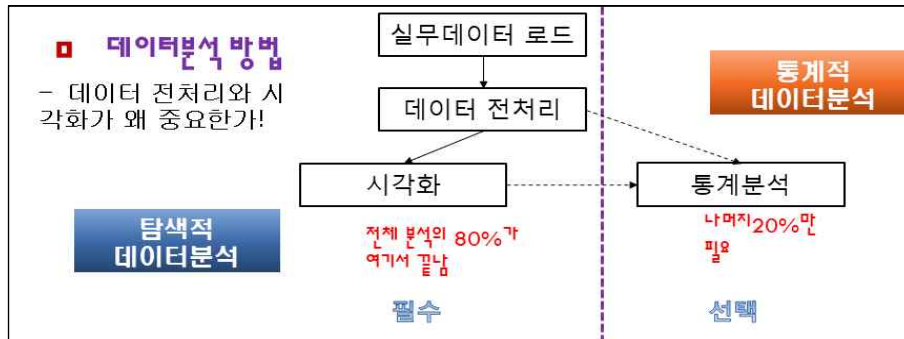 데이터분석 방법
- 데이터 전처리와 시
각화가 왜 중요한가!
실무데이터 로드
데이터 전처리
시각화
통계분석
통계적
데이터분석
탐색적
데이터분석
전체 분석의 80%가
여기서 끝남
나머지20%만
필요
필수
선택